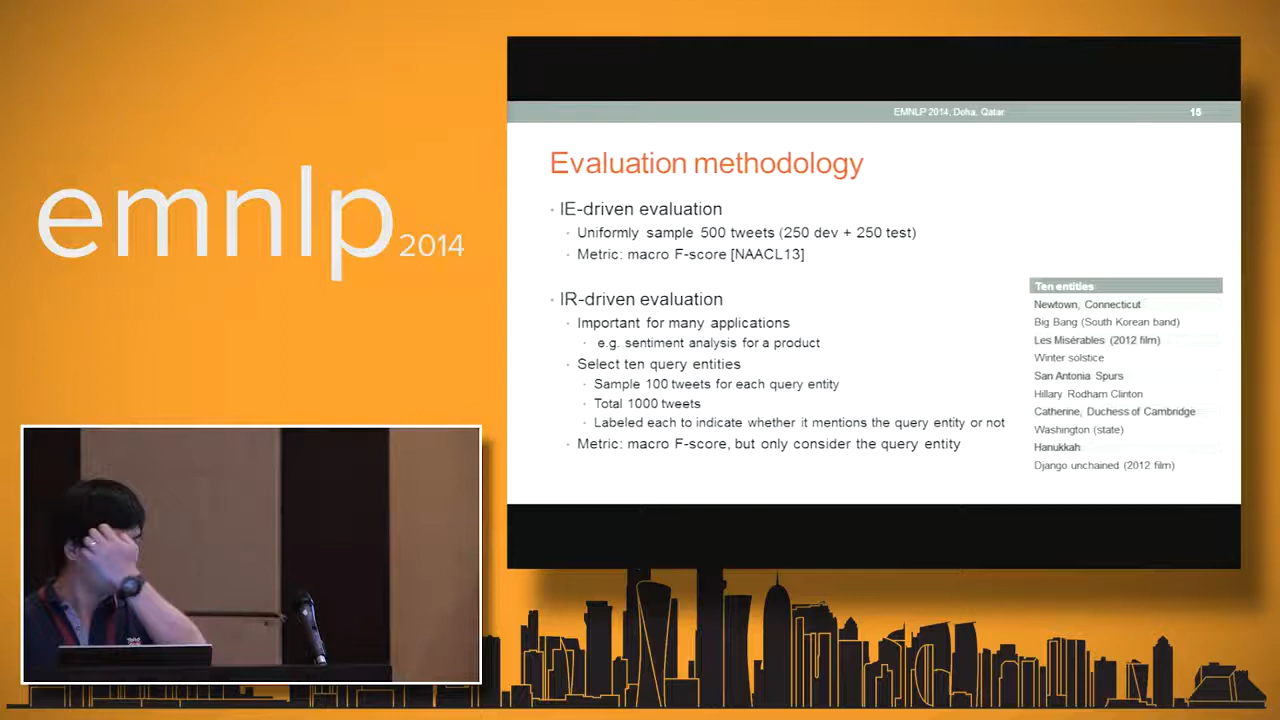 emnlp 2014
EMNLP 2014, Doha, Qatar
15
Evaluation methodology
IE-driven evaluation
Uniformly sample 500 tweets (250 dev + 250 test)
Metric: macro F-score [NAACL13]
IR-driven evaluation
Important for many applications
e.g. sentiment analysis for a product
Select ten query entities
Sample 100 tweets for each query entity
Total 1000 tweets
Labeled each to indicate whether it mentions the query entity or not
Metric: macro F-score, but only consider the query entity
Ten entities
Newtown, Connecticut
Big Bang (South Korean band)
Les Misérables (2012 film)
Winter solstice
San Antonia Spurs
Hillary Rodham Clinton
Catherine, Duchess of Cambridge
Washington (state)
Hanukkah
Django unchained (2012 film)